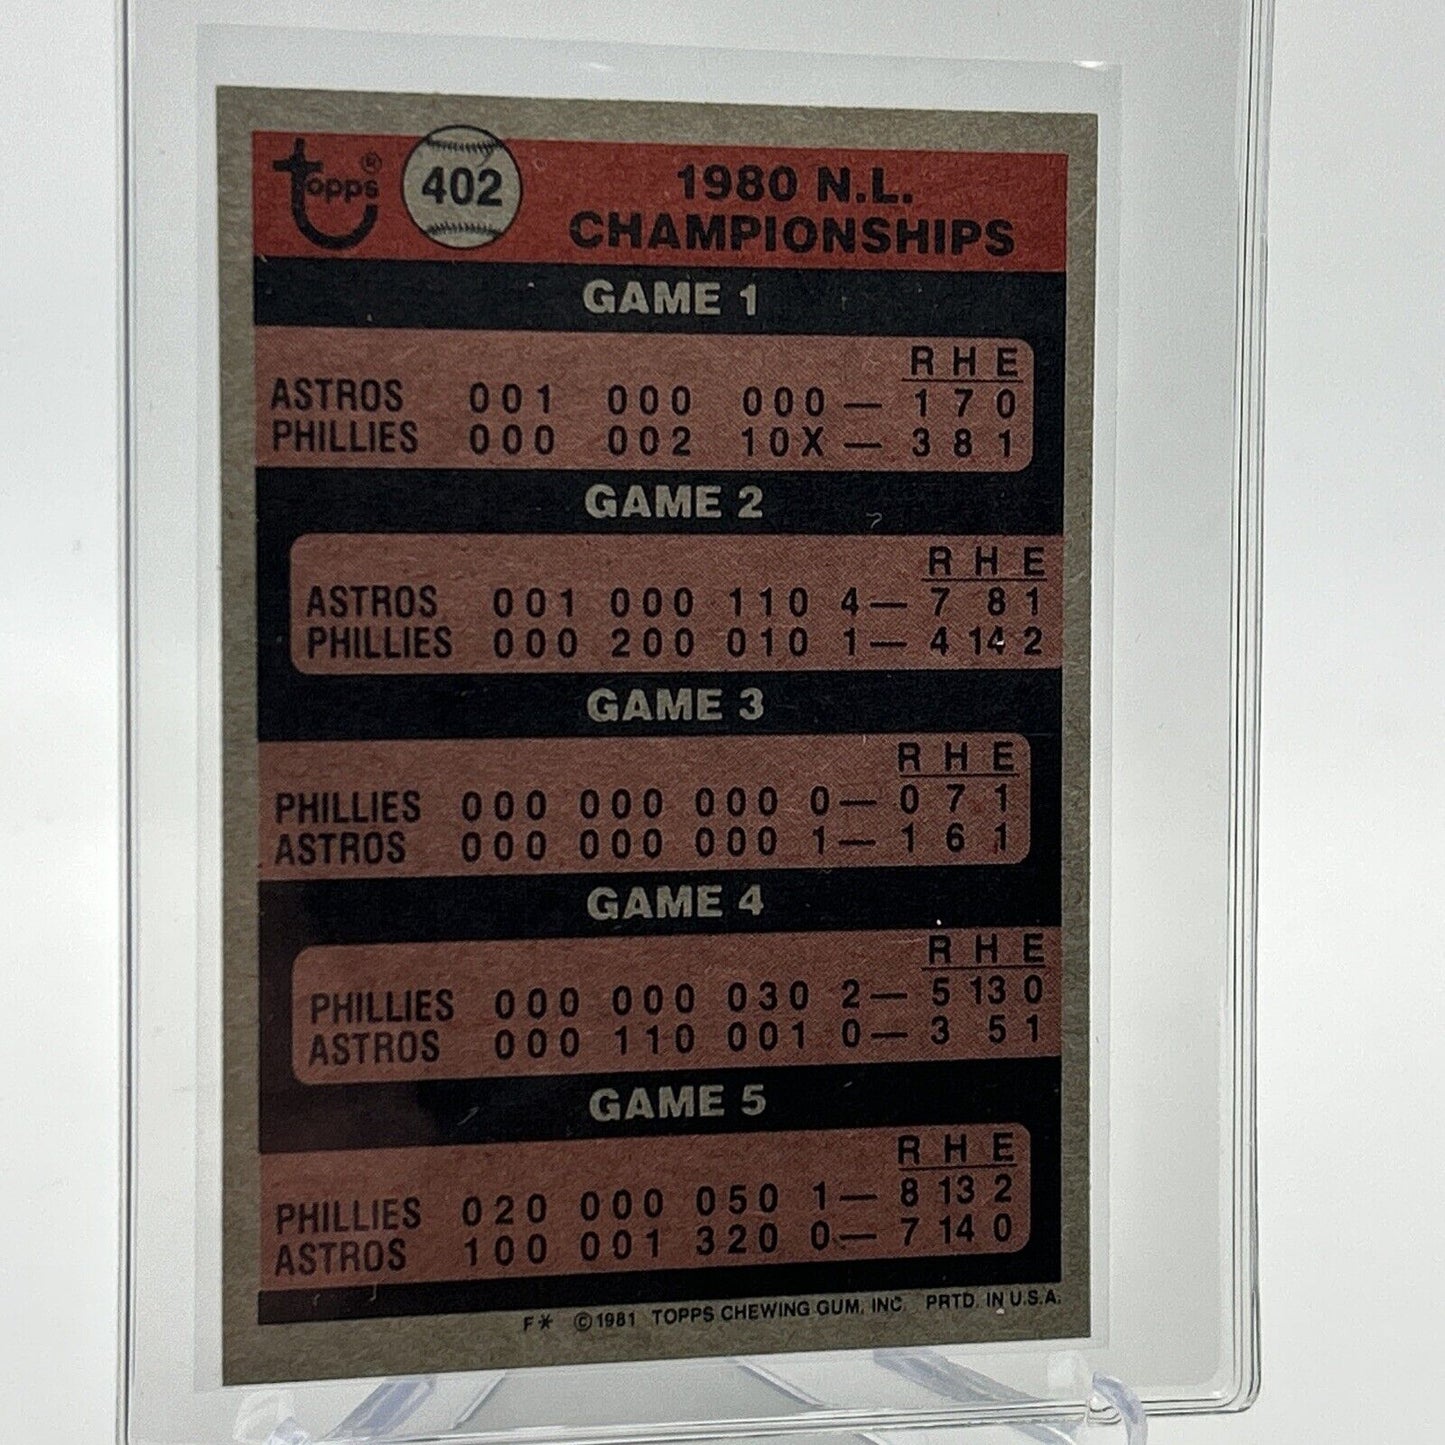 Topps® 402 1980 N.L.
CHAMPIONSHIPS
GAME 1
R H E
ASTROS 001 000 000 — 1 7 0
PHILLIES 000 002 10X — 3 8 1
GAME 2
R H E
ASTROS 001 000 110 4 — 7 8 1
PHILLIES 000 200 010 1 — 4 14 2
GAME 3
R H E
PHILLIES 000 000 000 0 — 0 7 1
ASTROS 000 000 000 1 — 1 6 1
GAME 4
R H E
PHILLIES 000 000 030 2 — 5 13 0
ASTROS 000 110 001 0 — 3 5 1
GAME 5
R H E
PHILLIES 020 000 050 1 — 8 13 2
ASTROS 100 001 320 0 — 7 14 0
F* ©1981 TOPPS CHEWING GUM, INC. PRTD. IN U.S.A.